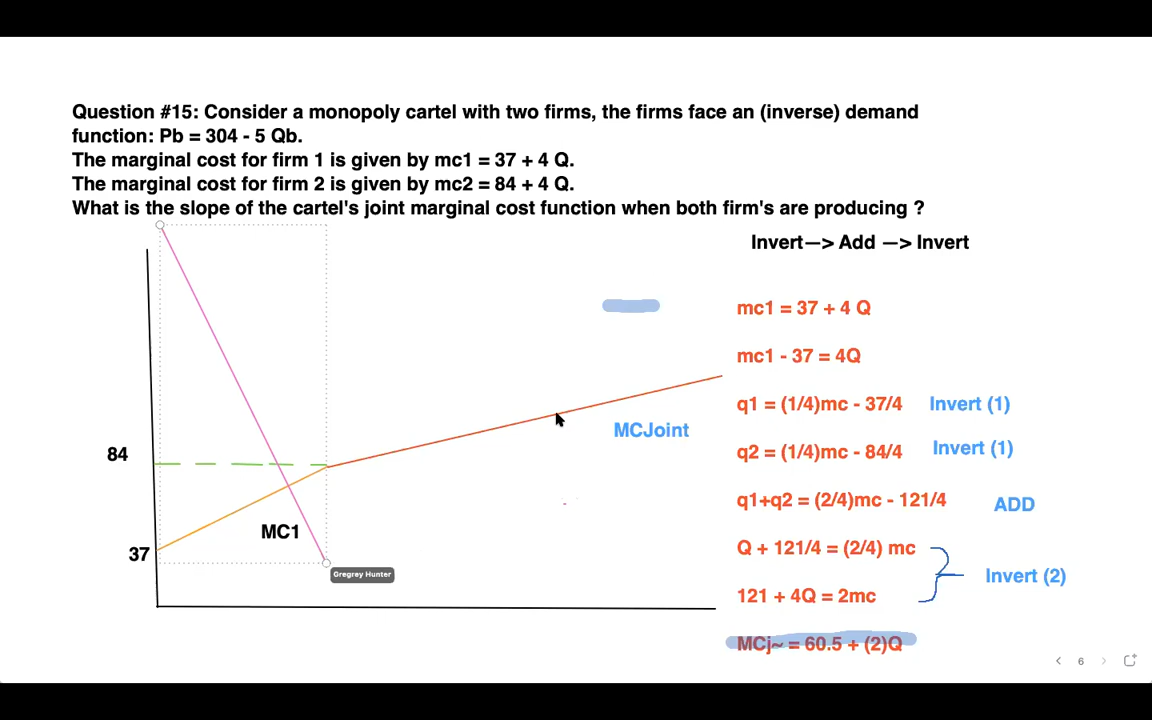 Question #15: Consider a monopoly cartel with two firms, the firms face an (inverse) demand
function: Pb = 304 - 5 Qb.
The marginal cost for firm 1 is given by mc1 = 37 + 4 Q.
The marginal cost for firm 2 is given by mc2 = 84 + 4 Q.
What is the slope of the cartel's joint marginal cost function when both firm's are producing ?
Invert—> Add —> Invert
mc1 = 37 + 4 Q
mc1 - 37 = 4Q
q1 = (1/4)mc - 37/4 Invert (1)
MCJoint
84
q2 = (1/4)mc - 84/4 Invert (1)
q1+q2 = (2/4)mc - 121/4 ADD
MC1
37
Q + 121/4 = (2/4) mc
Gregrey Hunter
Invert (2)
121 + 4Q = 2mc
MCj~ = 60.5 + (2)Q
6